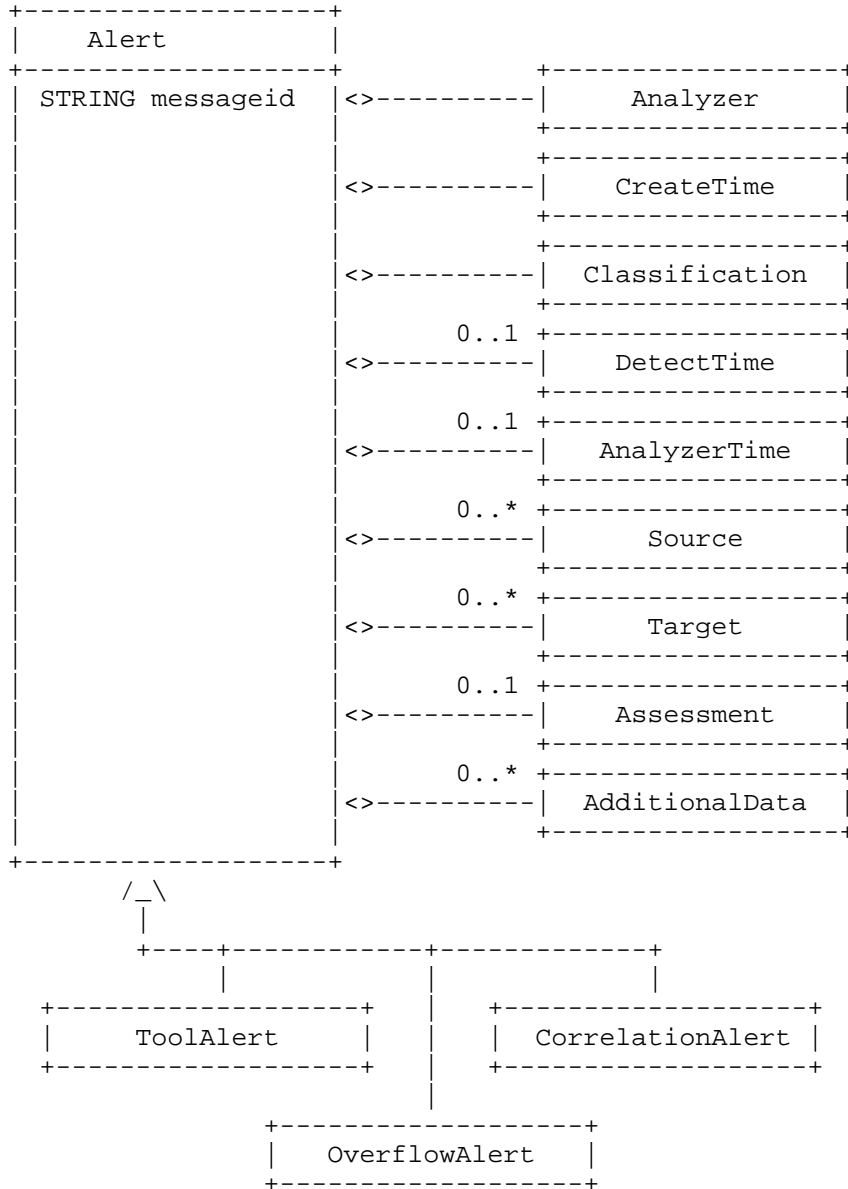 Alert
STRING messageid Analyzer
CreateTime
Classification
0..1
DetectTime
0..1
AnalyzerTime
0..*
Source
0..*
Target
0..1
Assessment
0..*
AdditionalData
ToolAlert CorrelationAlert
OverflowAlert